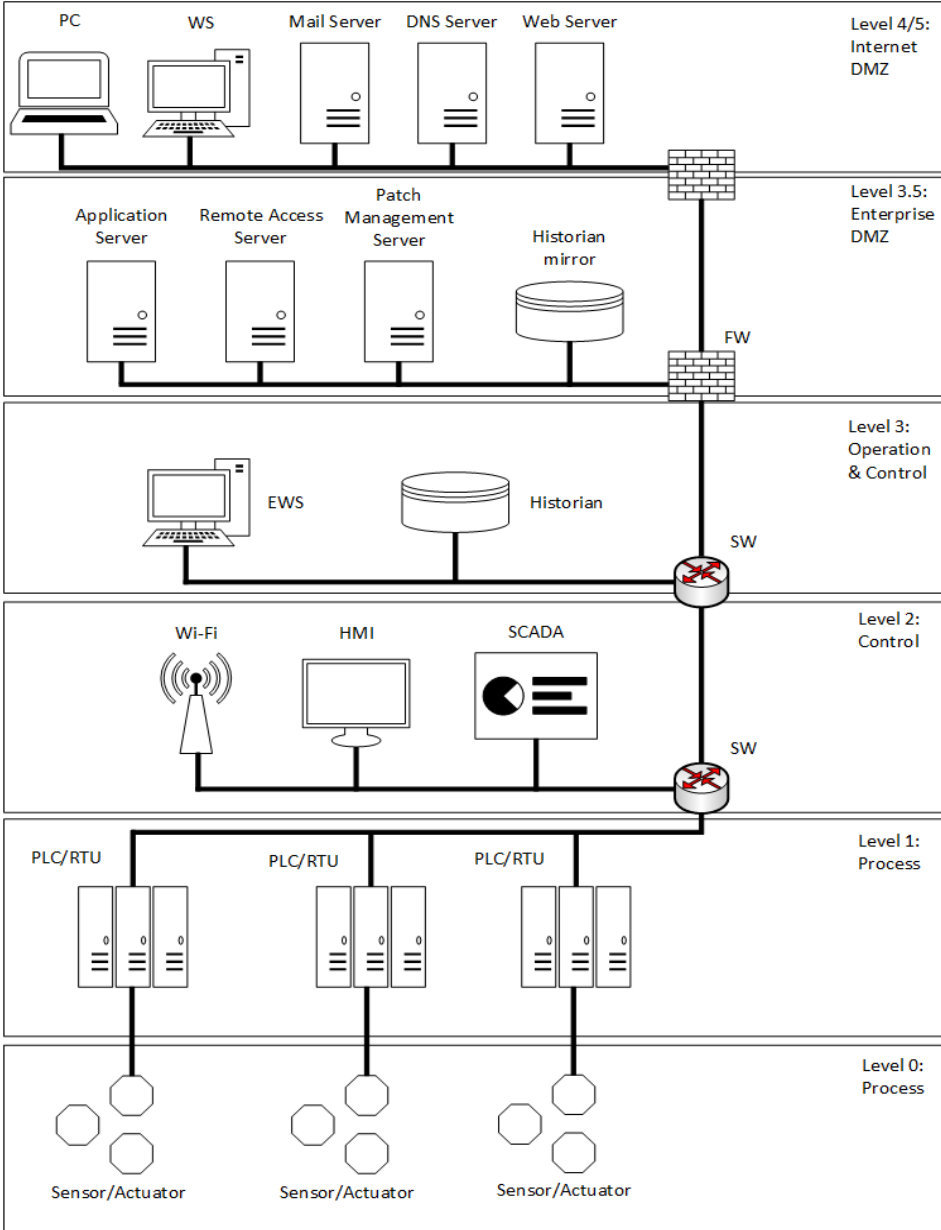 PC
WS
Mail Server
DNS Server
Web Server
Level 4/5:
Internet
DMZ
Application
Server
Remote Access
Server
Patch
Management
Server
Historian
mirror
Level 3.5:
Enterprise
DMZ
FW
Level 3:
Operation
& Control
EWS
Historian
SW
Level 2:
Control
Wi-Fi
HMI
SCADA
SW
Level 1:
Process
PLC/RTU
PLC/RTU
PLC/RTU
Level 0:
Process
Sensor/Actuator
Sensor/Actuator
Sensor/Actuator